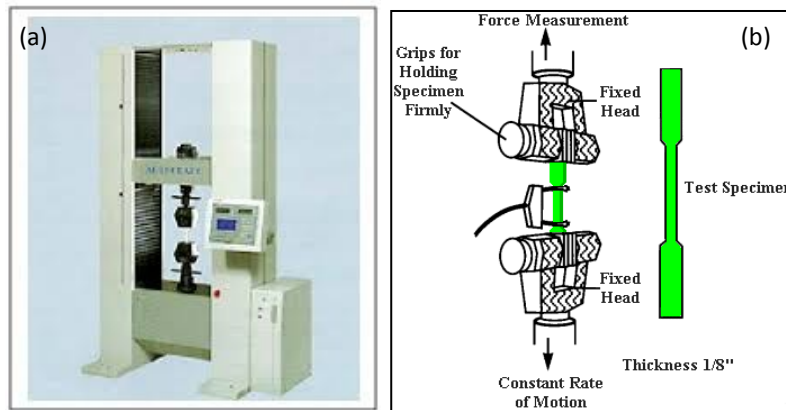 (a)
Force Measurement
(b)
Grips for
Holding
Specimen
Firmly
Fixed
Head
Test Specimen
Fixed
Head
Thickness 1/8"
Constant Rate
of Motion